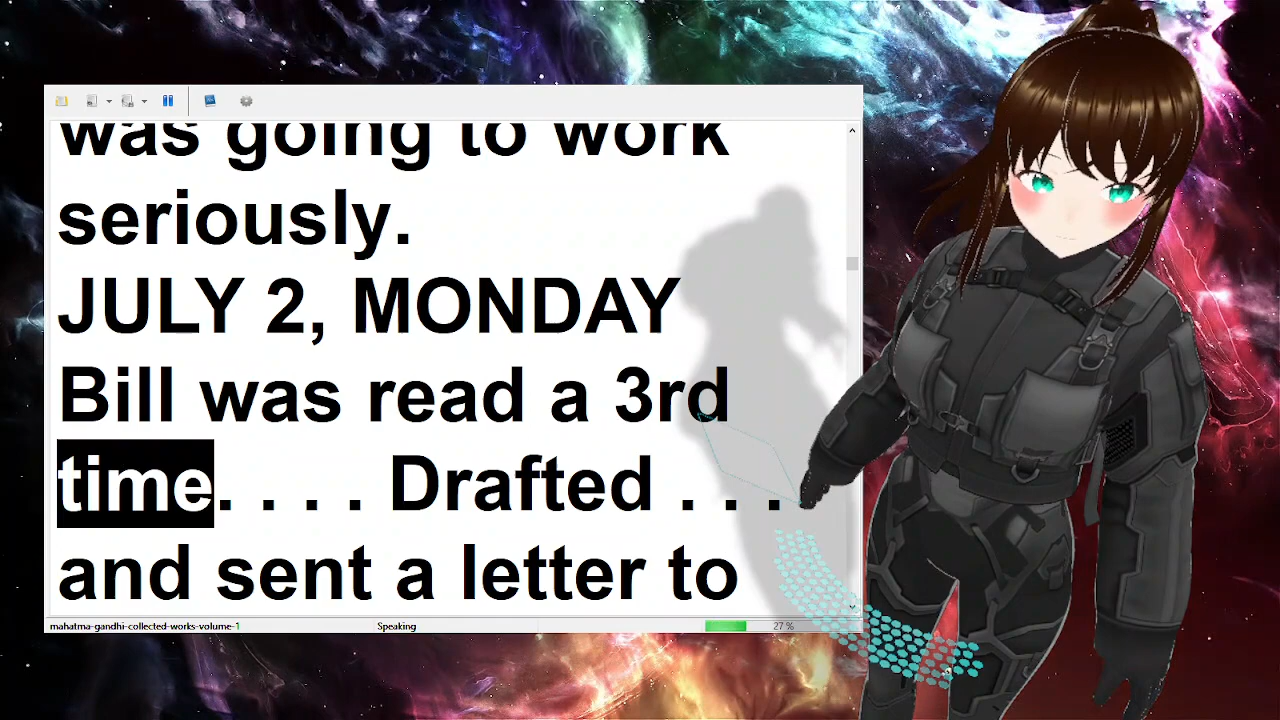 was going to work
seriously.
JULY 2, MONDAY
Bill was read a 3rd
time. . . . Drafted . . .
and sent a letter to
mahatma-gandhi-collected-works-volume-1
Speaking
27 %